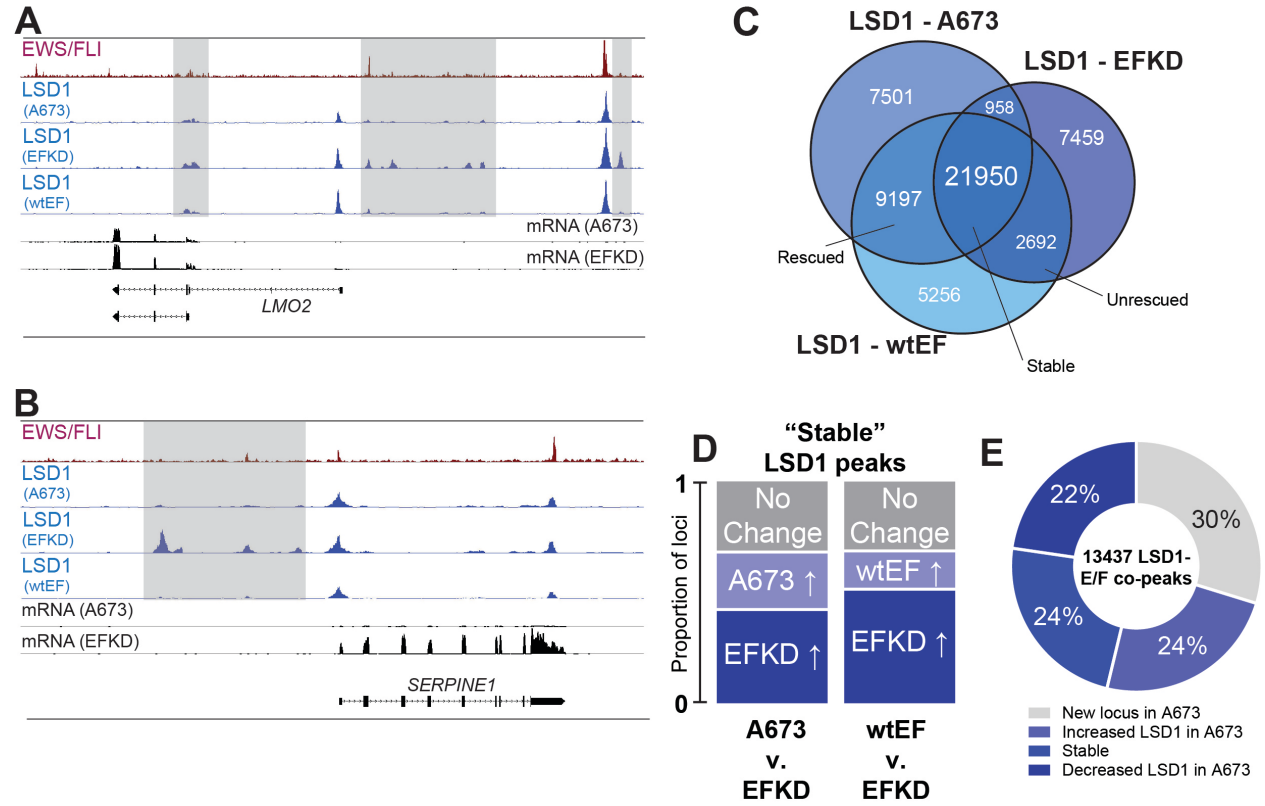 A
EWS/FLI
LSD1
(A673)
LSD1
(EFKD)
LSD1
(wtEF)
mRNA (A673)
mRNA (EFKD)
LMO2
B
EWS/FLI
LSD1
(A673)
LSD1
(EFKD)
LSD1
(wtEF)
mRNA (A673)
mRNA (EFKD)
SERPINE1
C
LSD1 - A673
LSD1 - EFKD
7501
958
7459
21950
9197
2692
Rescued
5256
Unrescued
LSD1 - wtEF
Stable
D
“Stable”
LSD1 peaks
1
Proportion of loci
0
No
Change
A673 ↑
EFKD ↑
No
Change
wtEF ↑
EFKD ↑
A673
v.
EFKD
wtEF
v.
EFKD
E
22%
30%
13437 LSD1-
E/F co-peaks
24%
24%
New locus in A673
Increased LSD1 in A673
Stable
Decreased LSD1 in A673